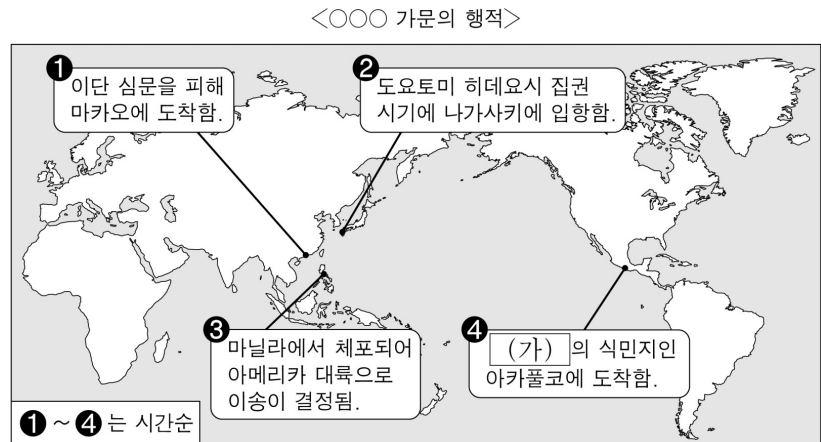 <○○○ 가문의 행적>
❶
이단 심문을 피해
마카오에 도착함.
❷
도요토미 히데요시 집권
시기에 나가사키에 입항함.
❸
마닐라에서 체포되어
아메리카 대륙으로
이송이 결정됨.
❹
(가)의 식민지인
아카풀코에 도착함.
❶~❹는 시간순